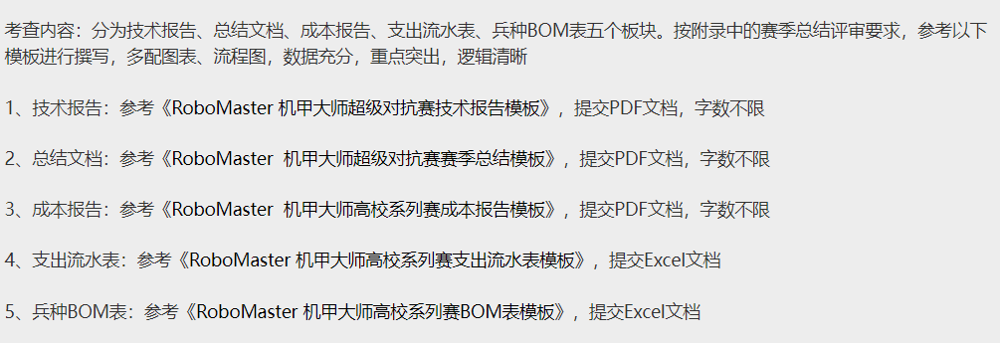 考查内容：分为技术报告、总结文档、成本报告、支出流水表、兵种BOM表五个板块。按附录中的赛季总结评审要求，参考以下
模板进行撰写，多配图表、流程图，数据充分，重点突出，逻辑清晰
1、技术报告：参考《RoboMaster 机甲大师超级对抗赛技术报告模板》，提交PDF文档，字数不限
2、总结文档：参考《RoboMaster  机甲大师超级对抗赛赛季总结模板》，提交PDF文档，字数不限
3、成本报告：参考《RoboMaster  机甲大师高校系列赛成本报告模板》，提交PDF文档，字数不限
4、支出流水表：参考《RoboMaster 机甲大师高校系列赛支出流水表模板》，提交Excel文档
5、兵种BOM表：参考《RoboMaster 机甲大师高校系列赛BOM表模板》，提交Excel文档